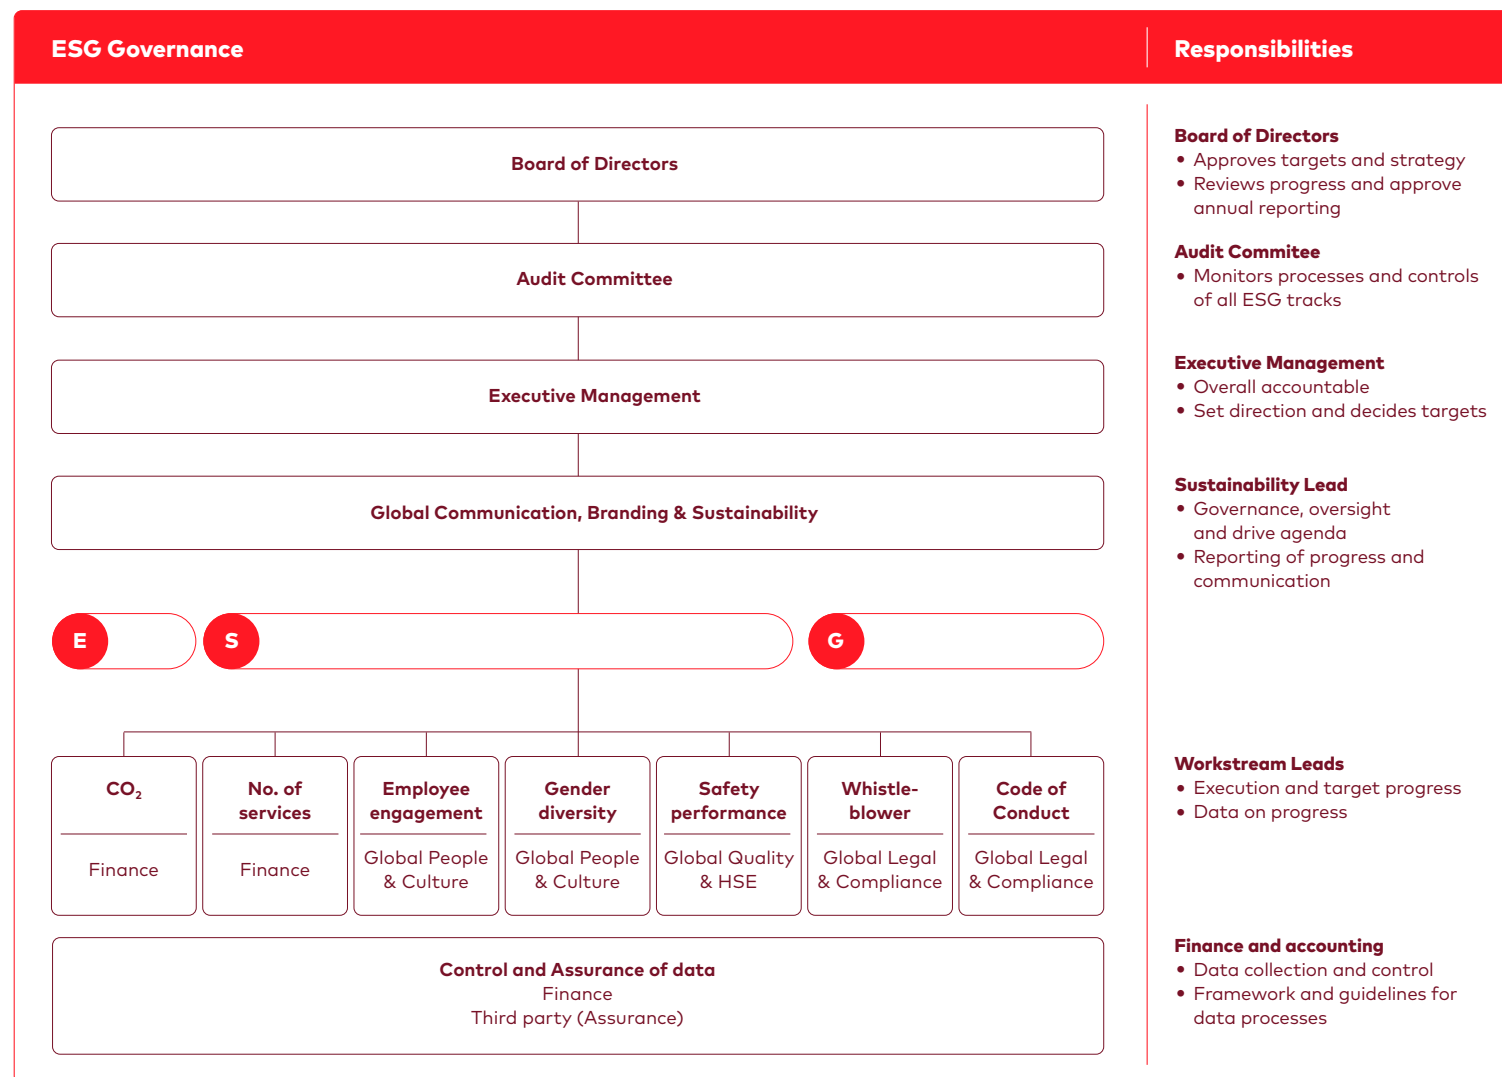 ESG Governance
Responsibilities
Board of Directors
Audit Committee
Executive Management
Global Communication, Branding & Sustainability
E
S
G
CO₂
Finance
No. of
services
Finance
Employee
engagement
Global People
& Culture
Gender
diversity
Global People
& Culture
Safety
performance
Global Quality
& HSE
Whistle-
blower
Global Legal
& Compliance
Code of
Conduct
Global Legal
& Compliance
Control and Assurance of data
Finance
Third party (Assurance)
Board of Directors
• Approves targets and strategy
• Reviews progress and approve
annual reporting
Audit Commitee
• Monitors processes and controls
of all ESG tracks
Executive Management
• Overall accountable
• Set direction and decides targets
Sustainability Lead
• Governance, oversight
and drive agenda
• Reporting of progress and
communication
Workstream Leads
• Execution and target progress
• Data on progress
Finance and accounting
• Data collection and control
• Framework and guidelines for
data processes